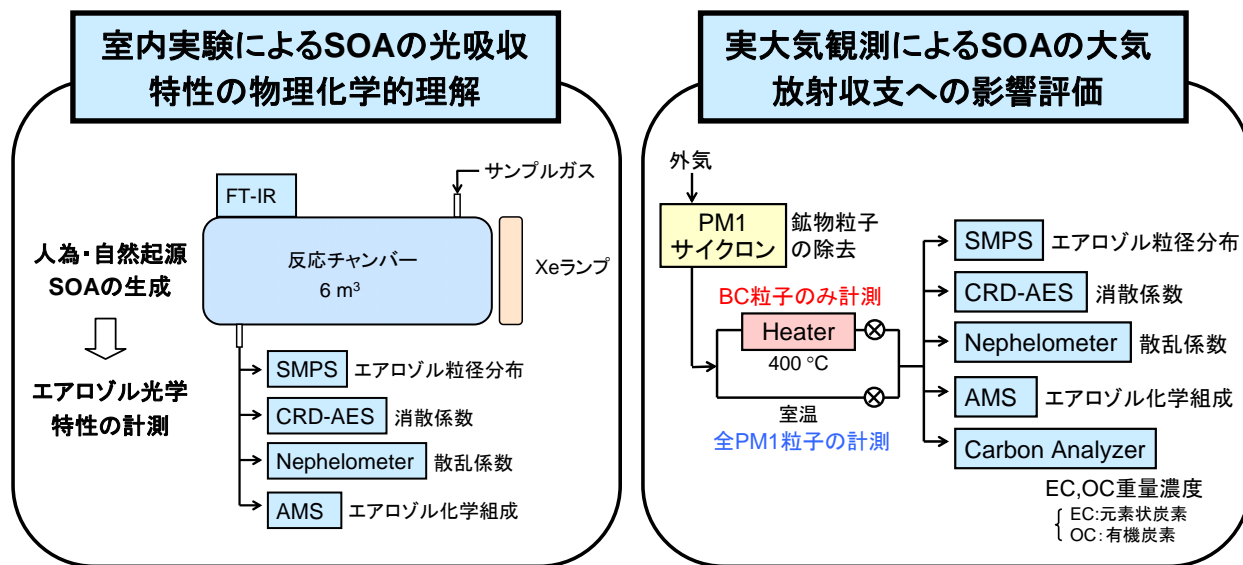 室内実験によるSOAの光吸収
特性の物理化学的理解
サンプルガス
FT-IR
人為・自然起源
SOAの生成
反応チャンバー
6 m³
Xeランプ
エアロゾル光学
特性の計測
SMPS エアロゾル粒径分布
CRD-AES 消散係数
Nephelometer 散乱係数
AMS エアロゾル化学組成
実大気観測によるSOAの大気
放射収支への影響評価
外気
PM1
サイクロン
鉱物粒子
の除去
BC粒子のみ計測
Heater
400 °C
室温
全PM1粒子の計測
SMPS エアロゾル粒径分布
CRD-AES 消散係数
Nephelometer 散乱係数
AMS エアロゾル化学組成
Carbon Analyzer
EC,OC重量濃度
EC:元素状炭素
OC:有機炭素